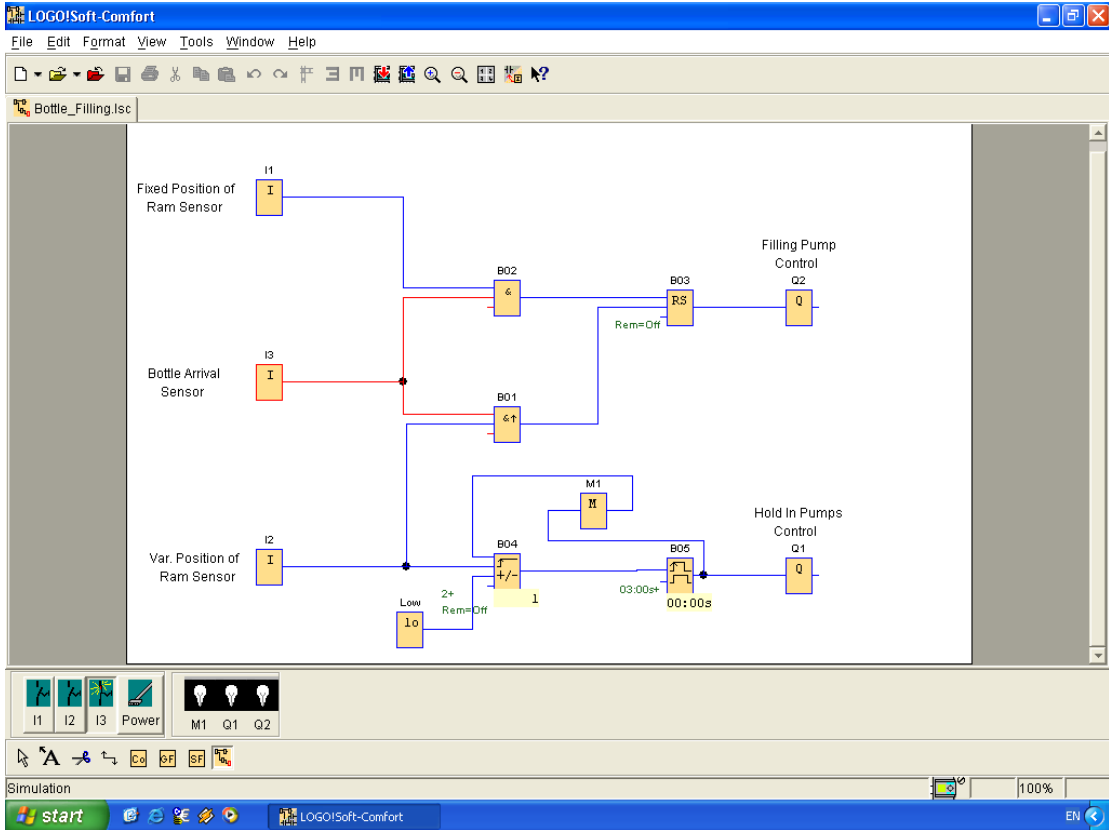 LOGO!Soft-Comfort
File Edit Format View Tools Window Help
Bottle_Filling.lsc
I1
Fixed Position of
Ram Sensor
I
Filling Pump
Control
B02
&
B03
RS
Q2
Q
Rem=Off
I3
Bottle Arrival
Sensor
I
B01
&↑
M1
M
Hold In Pumps
Control
I2
Var. Position of
Ram Sensor
I
B04
+/-
B05
Q1
Q
2+
Rem=Off
1
03:00s+
00:00s
Low
lo
I1 I2 I3 Power M1 Q1 Q2
A Co GF SF
Simulation 100%
start LOGO!Soft-Comfort EN